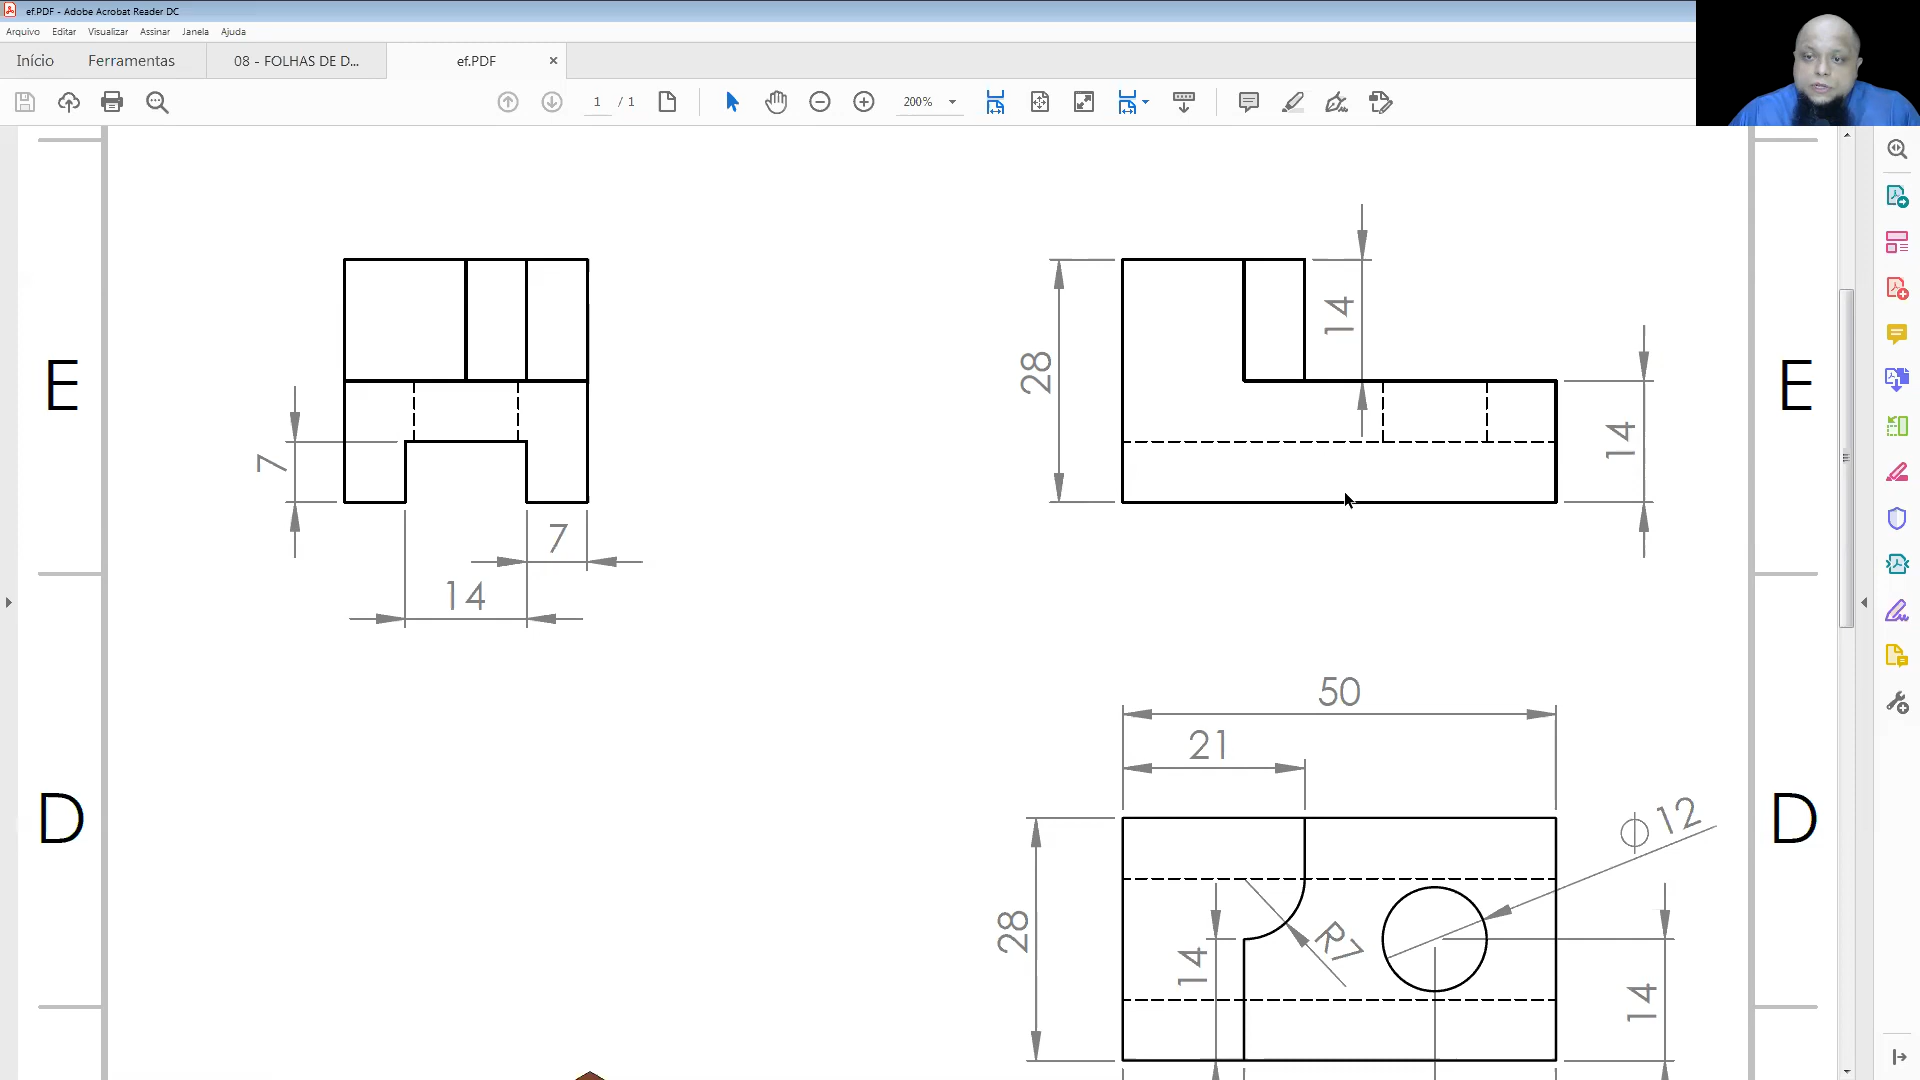 ef.PDF - Adobe Acrobat Reader DC
Arquivo Editar Visualizar Assinar Janela Ajuda
Início Ferramentas 08 - FOLHAS DE D... ef.PDF ×
1 / 1 200%
E
E
14
28
7
14
7
14
D
D
50
21
Φ 12
28
14
R7
14